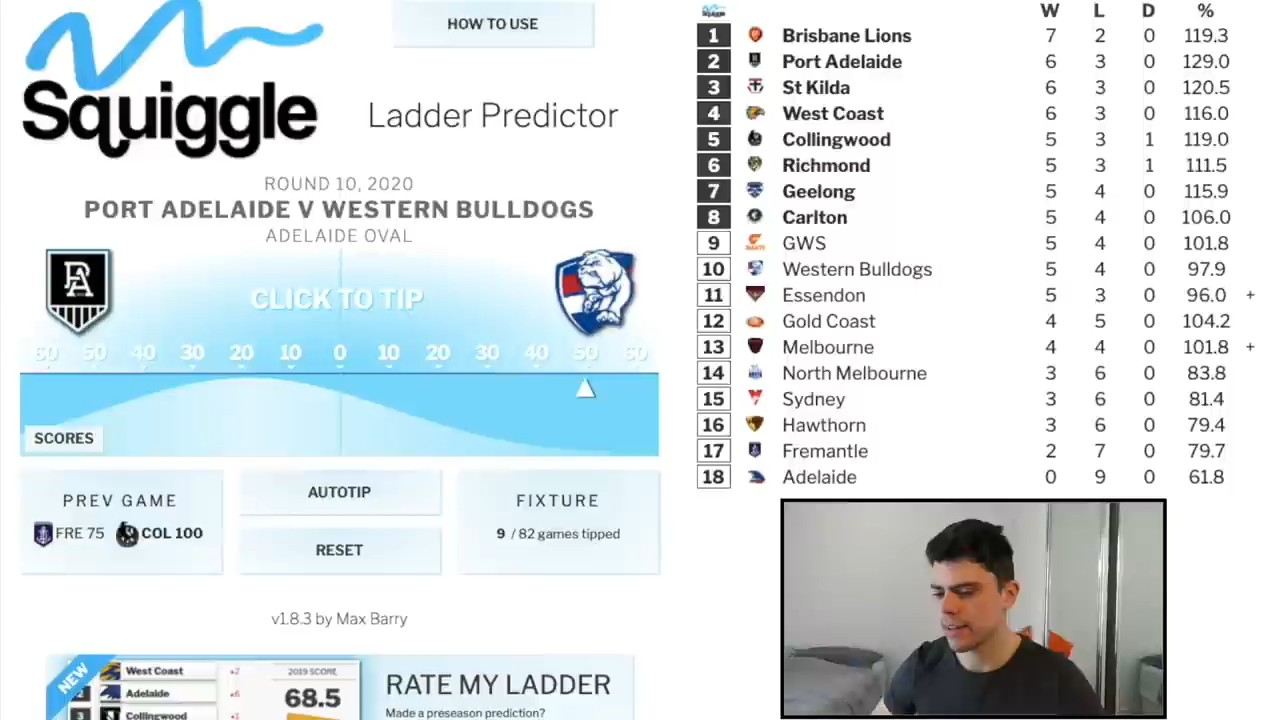 HOW TO USE
Squiggle
Ladder Predictor
ROUND 10, 2020
PORT ADELAIDE V WESTERN BULLDOGS
ADELAIDE OVAL
PA
CLICK TO TIP
60 50 40 30 20 10 0 10 20 30 40 50 60
SCORES
PREV GAME
FRE 75 COL 100
AUTOTIP
RESET
FIXTURE
9 / 82 games tipped
v1.8.3 by Max Barry
NEW
West Coast +2
2 Adelaide +6
3 Collingwood +1
2019 SCORE
68.5
RATE MY LADDER
Made a preseason prediction?
W L D %
1 Brisbane Lions 7 2 0 119.3
2 Port Adelaide 6 3 0 129.0
3 St Kilda 6 3 0 120.5
4 West Coast 6 3 0 116.0
5 Collingwood 5 3 1 119.0
6 Richmond 5 3 1 111.5
7 Geelong 5 4 0 115.9
8 Carlton 5 4 0 106.0
9 GWS 5 4 0 101.8
10 Western Bulldogs 5 4 0 97.9
11 Essendon 5 3 0 96.0 +
12 Gold Coast 4 5 0 104.2
13 Melbourne 4 4 0 101.8 +
14 North Melbourne 3 6 0 83.8
15 Sydney 3 6 0 81.4
16 Hawthorn 3 6 0 79.4
17 Fremantle 2 7 0 79.7
18 Adelaide 0 9 0 61.8